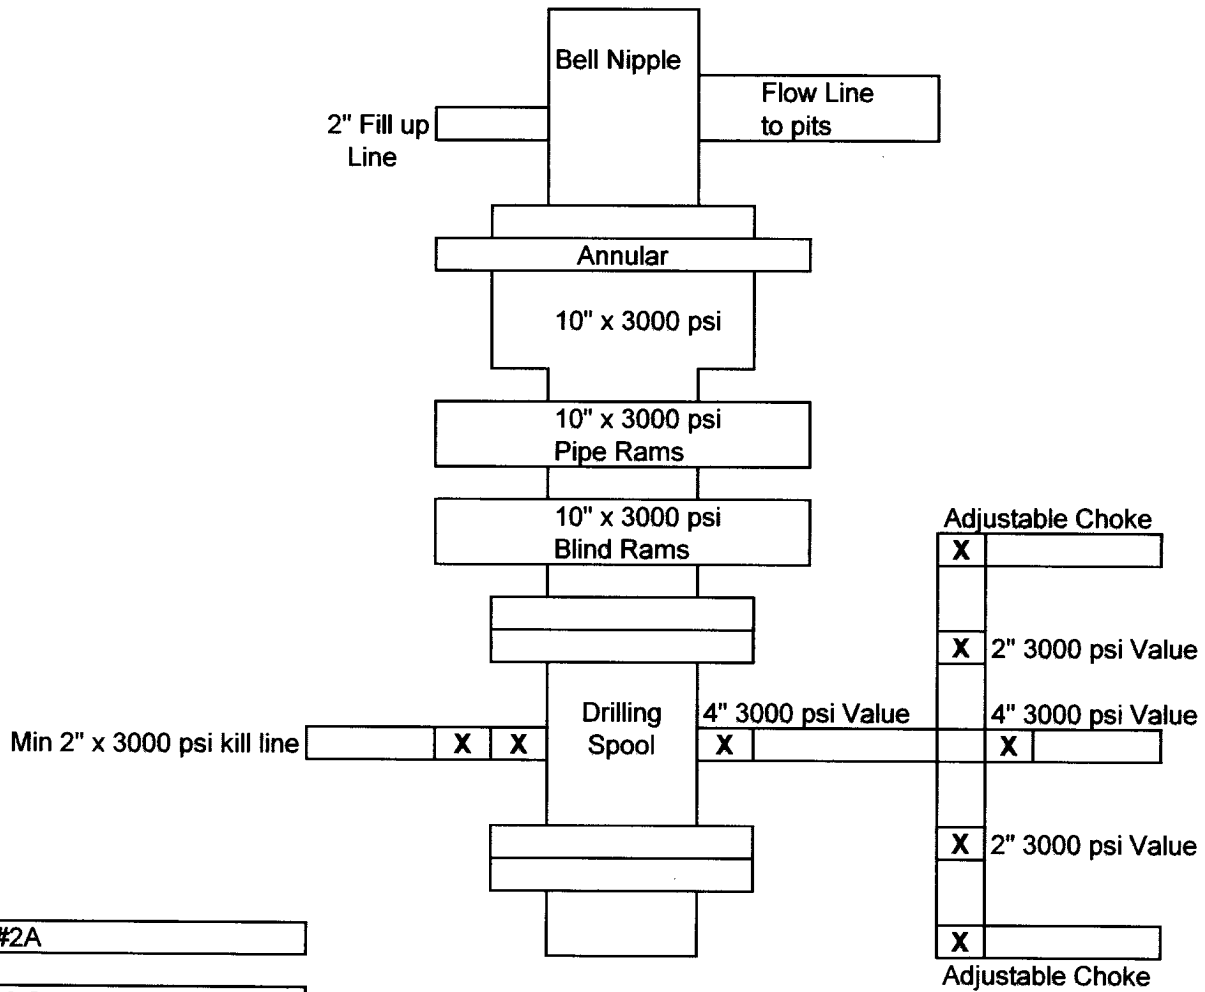 Bell Nipple
Flow Line
to pits
2" Fill up
Line
Annular
10" x 3000 psi
10" x 3000 psi
Pipe Rams
10" x 3000 psi
Blind Rams
Adjustable Choke
X
X 2" 3000 psi Value
Drilling
Spool
4" 3000 psi Value
4" 3000 psi Value
Min 2" x 3000 psi kill line
X X
X
X
X 2" 3000 psi Value
#2A
X
Adjustable Choke